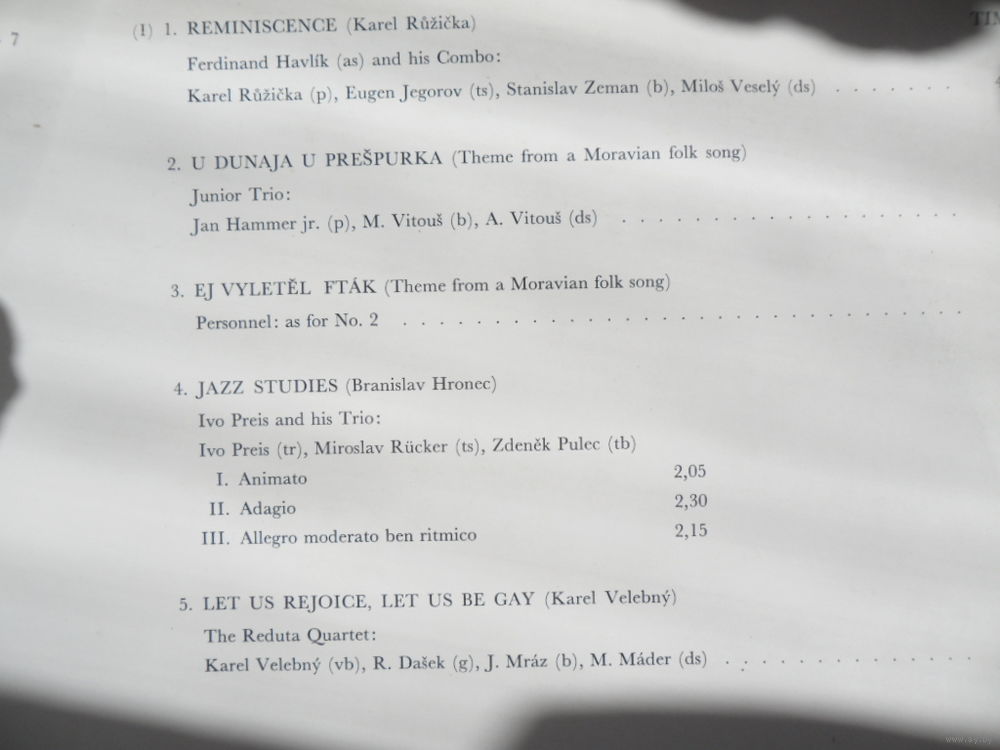 7
(I) 1. REMINISCENCE (Karel Růžička)
Ferdinand Havlík (as) and his Combo:
Karel Růžička (p), Eugen Jegorov (ts), Stanislav Zeman (b), Miloš Veselý (ds) . . . . . . .
2. U DUNAJA U PREŠPURKA (Theme from a Moravian folk song)
Junior Trio:
Jan Hammer jr. (p), M. Vitouš (b), A. Vitouš (ds) . . . . . . . . . . . . . . . . . .
3. EJ VYLETĚL FTÁK (Theme from a Moravian folk song)
Personnel: as for No. 2 . . . . . . . . . . . . . . . . . . . . . . . . . . . .
4. JAZZ STUDIES (Branislav Hronec)
Ivo Preis and his Trio:
Ivo Preis (tr), Miroslav Rücker (ts), Zdeněk Pulec (tb)
I. Animato 2,05
II. Adagio 2,30
III. Allegro moderato ben ritmico 2,15
5. LET US REJOICE, LET US BE GAY (Karel Velebný)
The Reduta Quartet:
Karel Velebný (vb), R. Dašek (g), J. Mráz (b), M. Máder (ds) . . . . . . . . . . . . . .